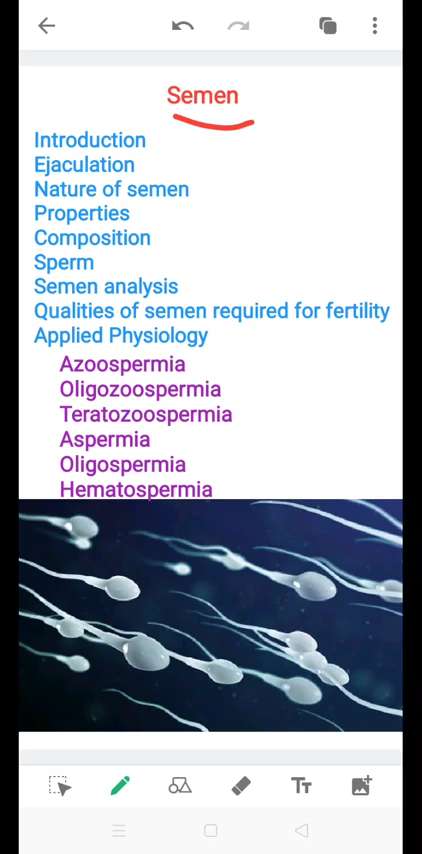 Semen
Introduction
Ejaculation
Nature of semen
Properties
Composition
Sperm
Semen analysis
Qualities of semen required for fertility
Applied Physiology
Azoospermia
Oligozoospermia
Teratozoospermia
Aspermia
Oligospermia
Hematospermia
TT